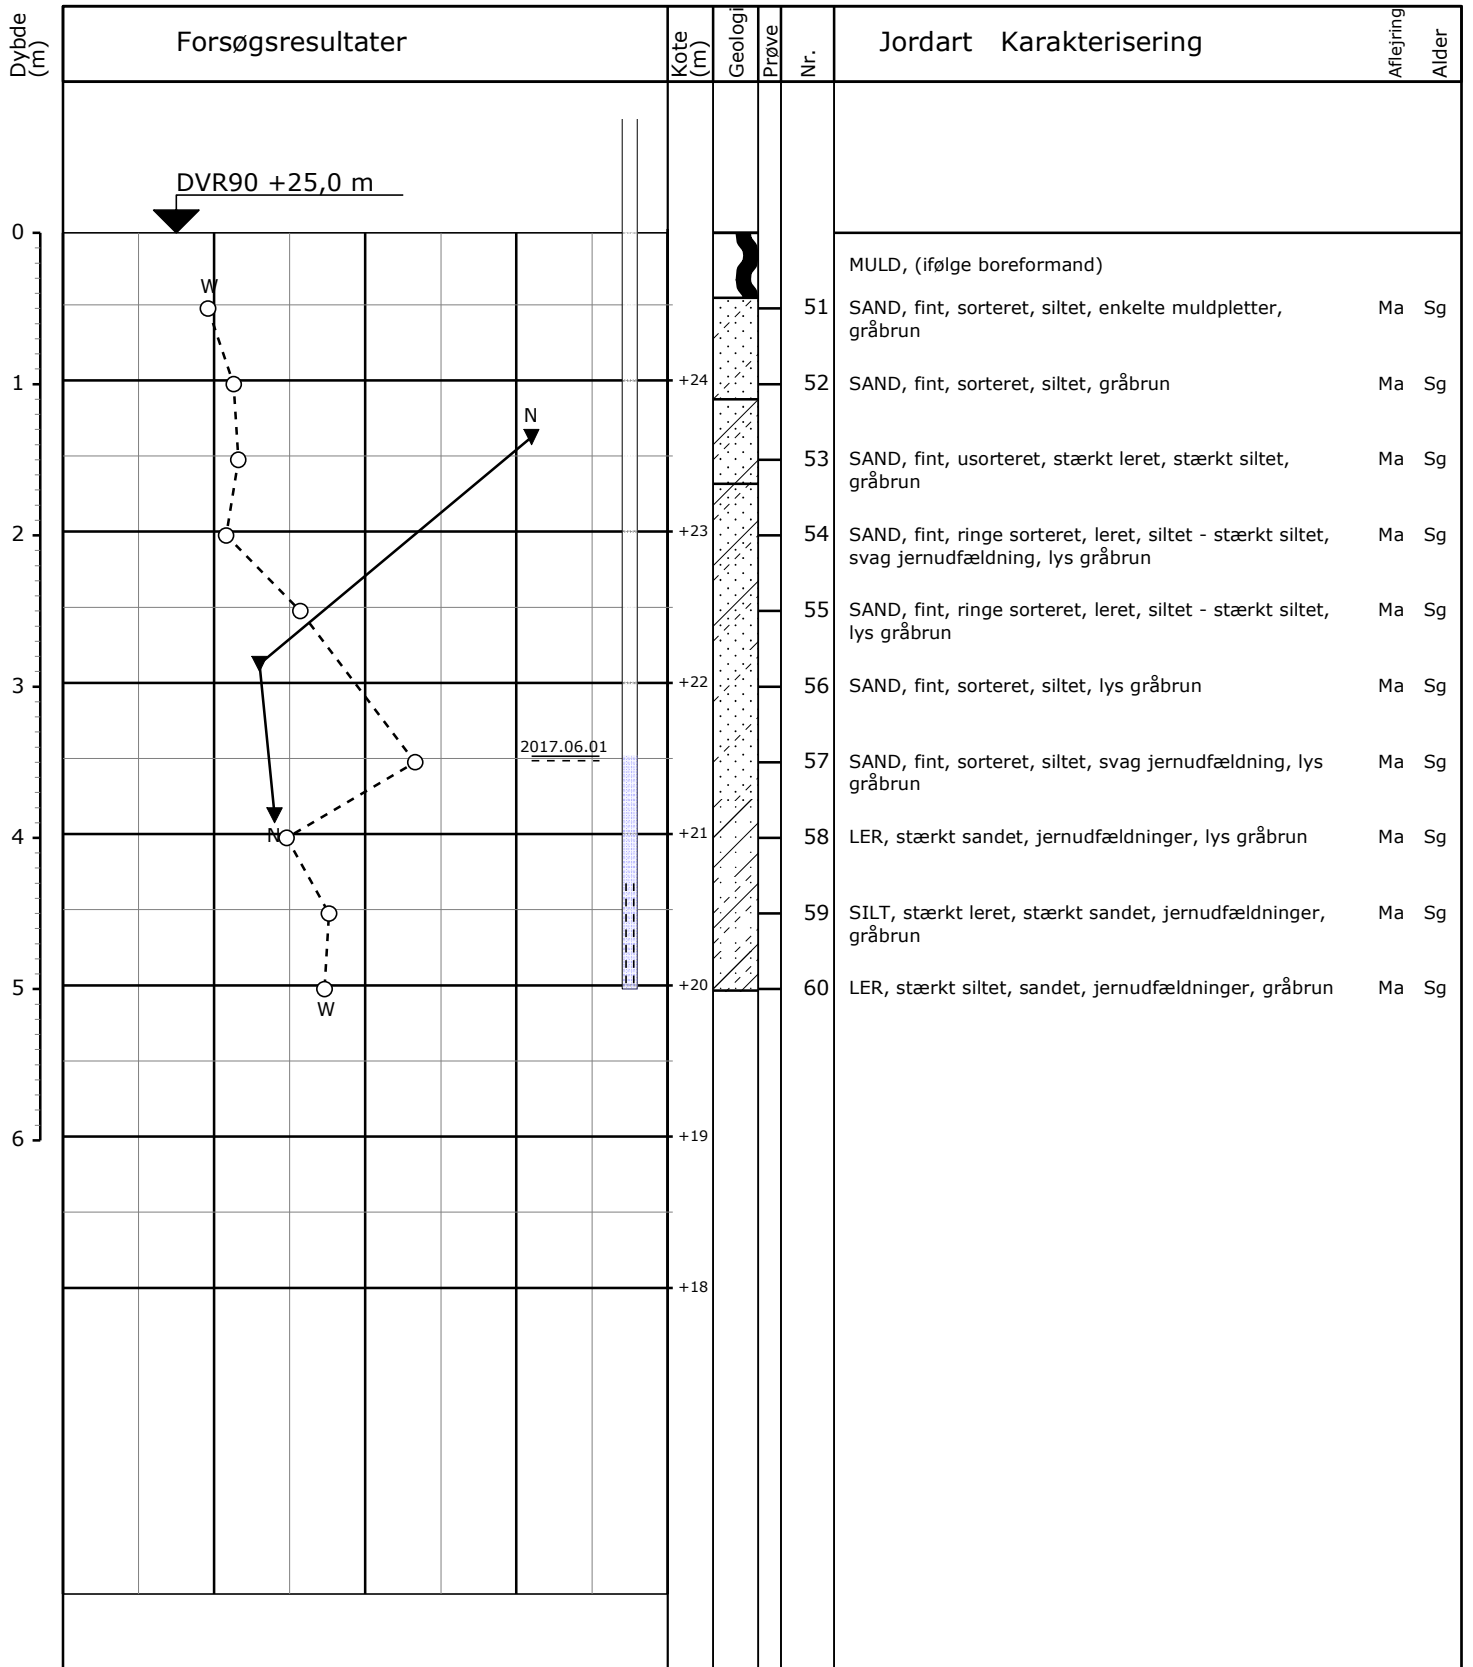 Dybde (m)
Forsøgsresultater
Kote (m)
Geologi
Prøve
Nr.
Jordart Karakterisering
Aflejring
Alder
DVR90 +25,0 m
0
MULD, (ifølge boreformand)
W
51 SAND, fint, sorteret, siltet, enkelte muldpletter, Ma Sg
gråbrun
1
+24
52 SAND, fint, sorteret, siltet, gråbrun Ma Sg
N
53 SAND, fint, usorteret, stærkt leret, stærkt siltet, Ma Sg
gråbrun
2
+23
54 SAND, fint, ringe sorteret, leret, siltet - stærkt siltet, Ma Sg
svag jernudfældning, lys gråbrun
55 SAND, fint, ringe sorteret, leret, siltet - stærkt siltet, Ma Sg
lys gråbrun
3
+22
56 SAND, fint, sorteret, siltet, lys gråbrun Ma Sg
2017.06.01
57 SAND, fint, sorteret, siltet, svag jernudfældning, lys Ma Sg
gråbrun
4
N
+21
58 LER, stærkt sandet, jernudfældninger, lys gråbrun Ma Sg
59 SILT, stærkt leret, stærkt sandet, jernudfældninger, Ma Sg
gråbrun
5
+20
60 LER, stærkt siltet, sandet, jernudfældninger, gråbrun Ma Sg
W
6
+19
+18